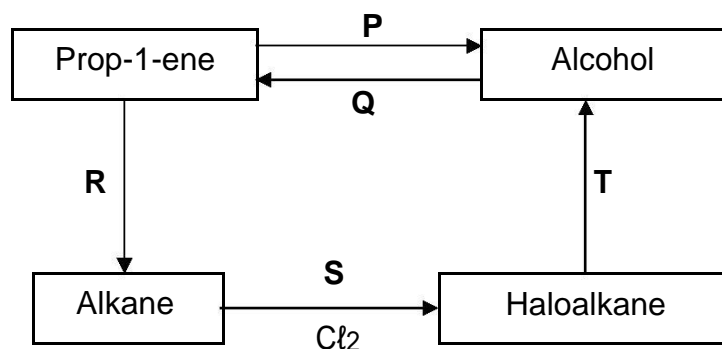 P
Prop-1-ene
Alcohol
Q
R
T
S
Alkane
Haloalkane
Cℓ2